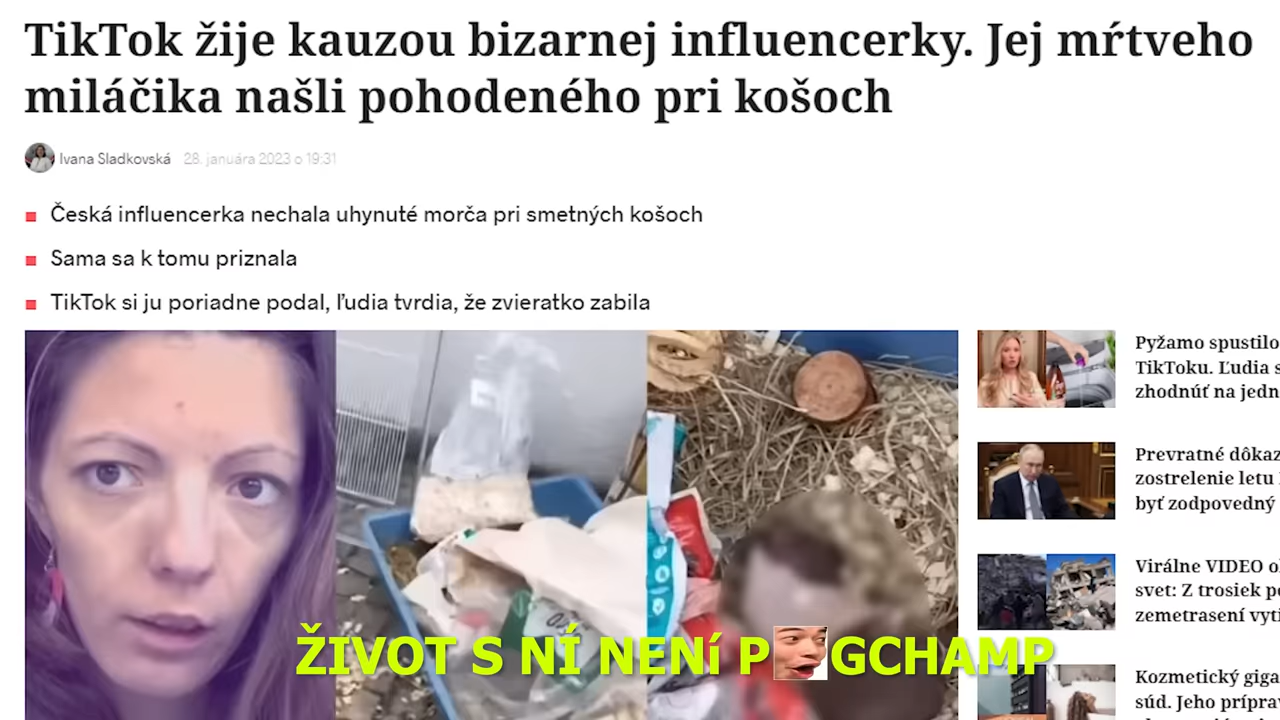 TikTok žije kauzou bizarnej influencerky. Jej mŕtveho
miláčika našli pohodeného pri košoch
Ivana Sladkovská 28. januára 2023 o 19:31
Česká influencerka nechala uhynuté morča pri smetných košoch
Sama sa k tomu priznala
TikTok si ju poriadne podal, ľudia tvrdia, že zvieratko zabila
Pyžamo spustilo
TikToku. Ľudia s
zhodnúť na jedn
Prevratné dôkaz
zostrelenie letu
byť zodpovedný
Virálne VIDEO
svet: Z trosiek
zemetrasení vyti
Kozmetický giga
súd. Jeho príprav
ŽIVOT S NÍ NENí P GCHAMP